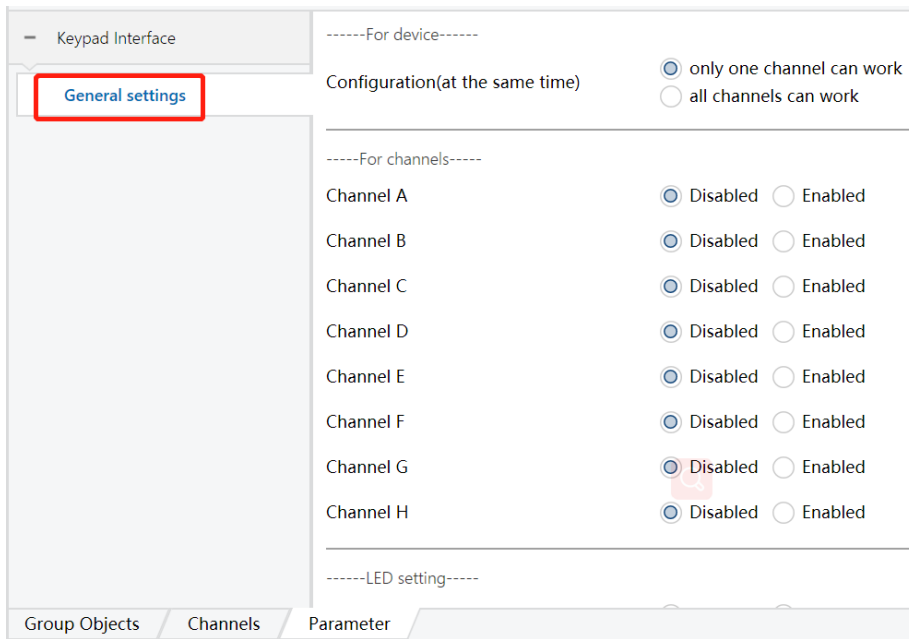 Keypad Interface
General settings
------For device------
Configuration(at the same time)
only one channel can work
all channels can work
-----For channels-----
Channel A Disabled Enabled
Channel B Disabled Enabled
Channel C Disabled Enabled
Channel D Disabled Enabled
Channel E Disabled Enabled
Channel F Disabled Enabled
Channel G Disabled Enabled
Channel H Disabled Enabled
------LED setting-----
Group Objects Channels Parameter